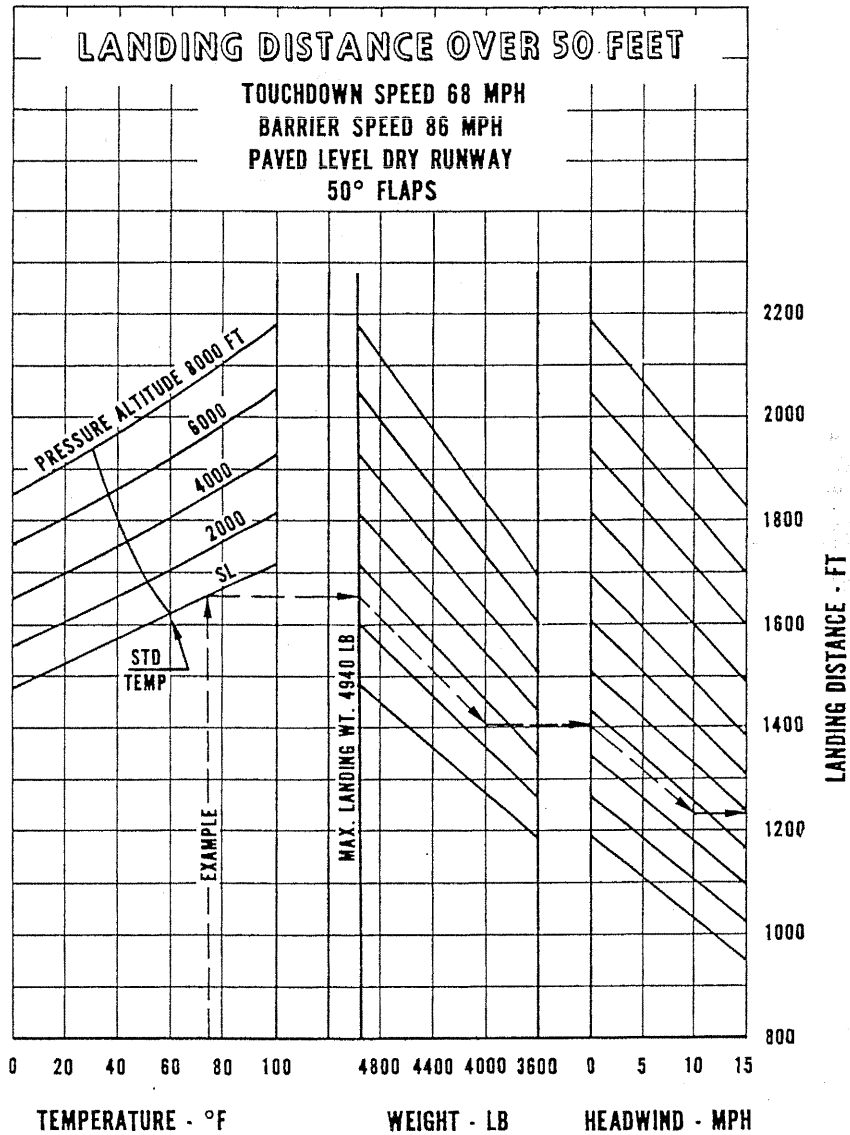 LANDING DISTANCE OVER 50 FEET
TOUCHDOWN SPEED 68 MPH
BARRIER SPEED 86 MPH
PAVED LEVEL DRY RUNWAY
50° FLAPS
PRESSURE ALTITUDE 8000 FT
6000
4000
2000
SL
STD
TEMP
EXAMPLE
MAX. LANDING WT. 4940 LB
2200
2000
1800
1600
1400
1200
1000
800
LANDING DISTANCE - FT
0 20 40 60 80 100 4800 4400 4000 3600 0 5 10 15
TEMPERATURE - °F WEIGHT - LB HEADWIND - MPH